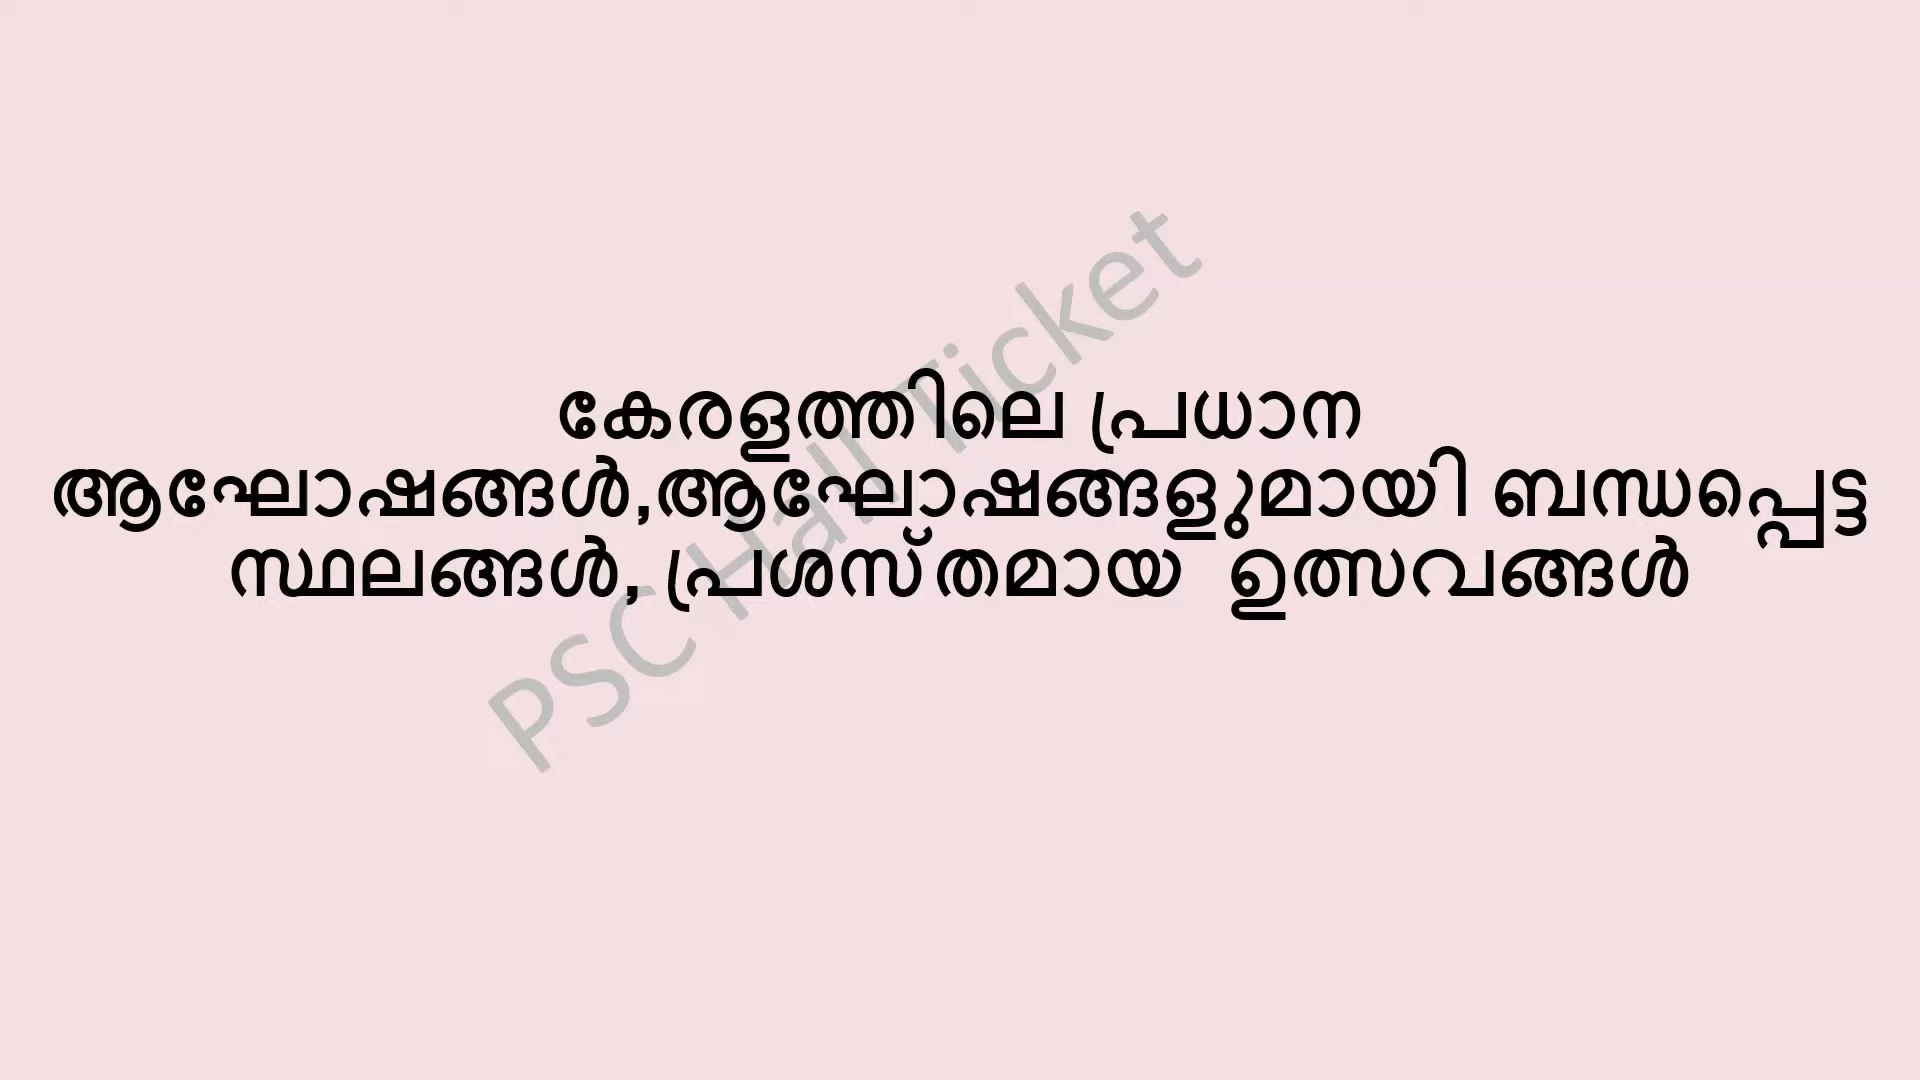 കേരളത്തിലെ പ്രധാന
ആഘോഷങ്ങൾ,ആഘോഷങ്ങളുമായി ബന്ധപ്പെട്ട
സ്ഥലങ്ങൾ, പ്രശസ്തമായ ഉത്സവങ്ങൾ
PSC Hall Ticket